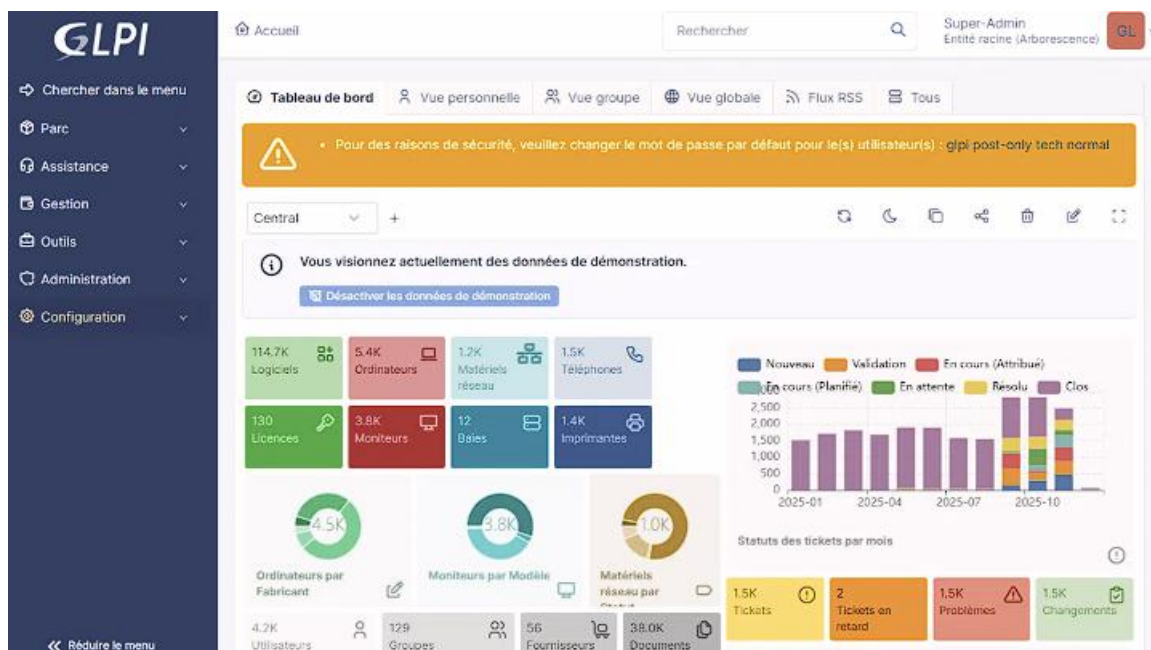 GLPI
Accueil
Rechercher
Super-Admin
Entité racine (Arborescence)
GL
Chercher dans le menu
Parc
Assistance
Gestion
Outils
Administration
Configuration
Réduire le menu
Tableau de bord
Vue personnelle
Vue groupe
Vue globale
Flux RSS
Tous
Pour des raisons de sécurité, veuillez changer le mot de passe par défaut pour le(s) utilisateur(s) : glpi post-only tech normal
Central
+
Vous visionnez actuellement des données de démonstration.
Désactiver les données de démonstration
114.7K
Logiciels
5.4K
Ordinateurs
1.2K
Matériels
réseau
1.5K
Téléphones
130
Licences
3.8K
Moniteurs
12
Baies
1.4K
Imprimantes
4.5K
Ordinateurs par
Fabricant
3.8K
Moniteurs par Modèle
1.0K
Matériels
réseau par
4.2K
Utilisateurs
129
Groupes
56
Fournisseurs
38.0K
Documents
Nouveau
Validation
En cours (Attribué)
En cours (Planifié)
En attente
Résolu
Clos
2,500
2,000
1,500
1,000
500
0
2025-01
2025-04
2025-07
2025-10
Statuts des tickets par mois
1.5K
Tickets
2
Tickets en
retard
1.5K
Problèmes
1.5K
Changements